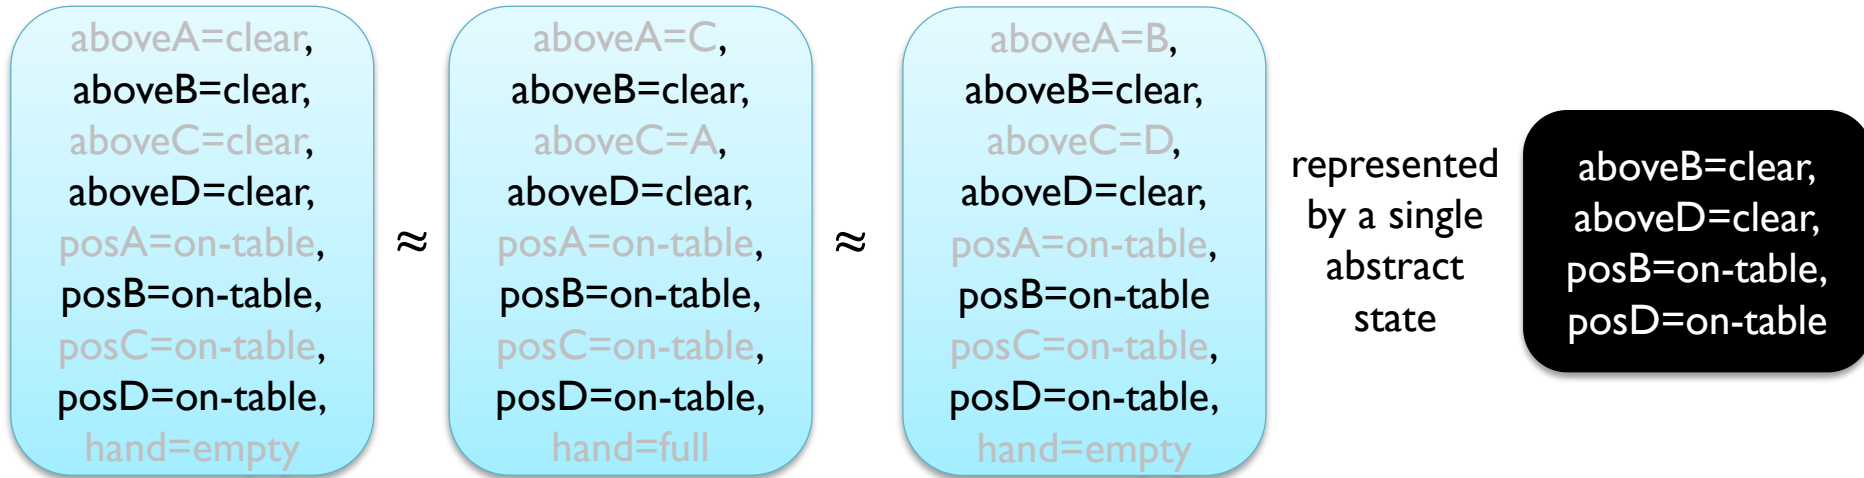 aboveA=clear,
aboveB=clear,
aboveC=clear,
aboveD=clear,
posA=on-table,
posB=on-table,
posC=on-table,
posD=on-table,
hand=empty
≈
aboveA=C,
aboveB=clear,
aboveC=A,
aboveD=clear,
posA=on-table,
posB=on-table,
posC=on-table,
posD=on-table,
hand=full
≈
aboveA=B,
aboveB=clear,
aboveC=D,
aboveD=clear,
posA=on-table,
posB=on-table
posC=on-table,
posD=on-table,
hand=empty
represented
by a single
abstract
state
aboveB=clear,
aboveD=clear,
posB=on-table,
posD=on-table